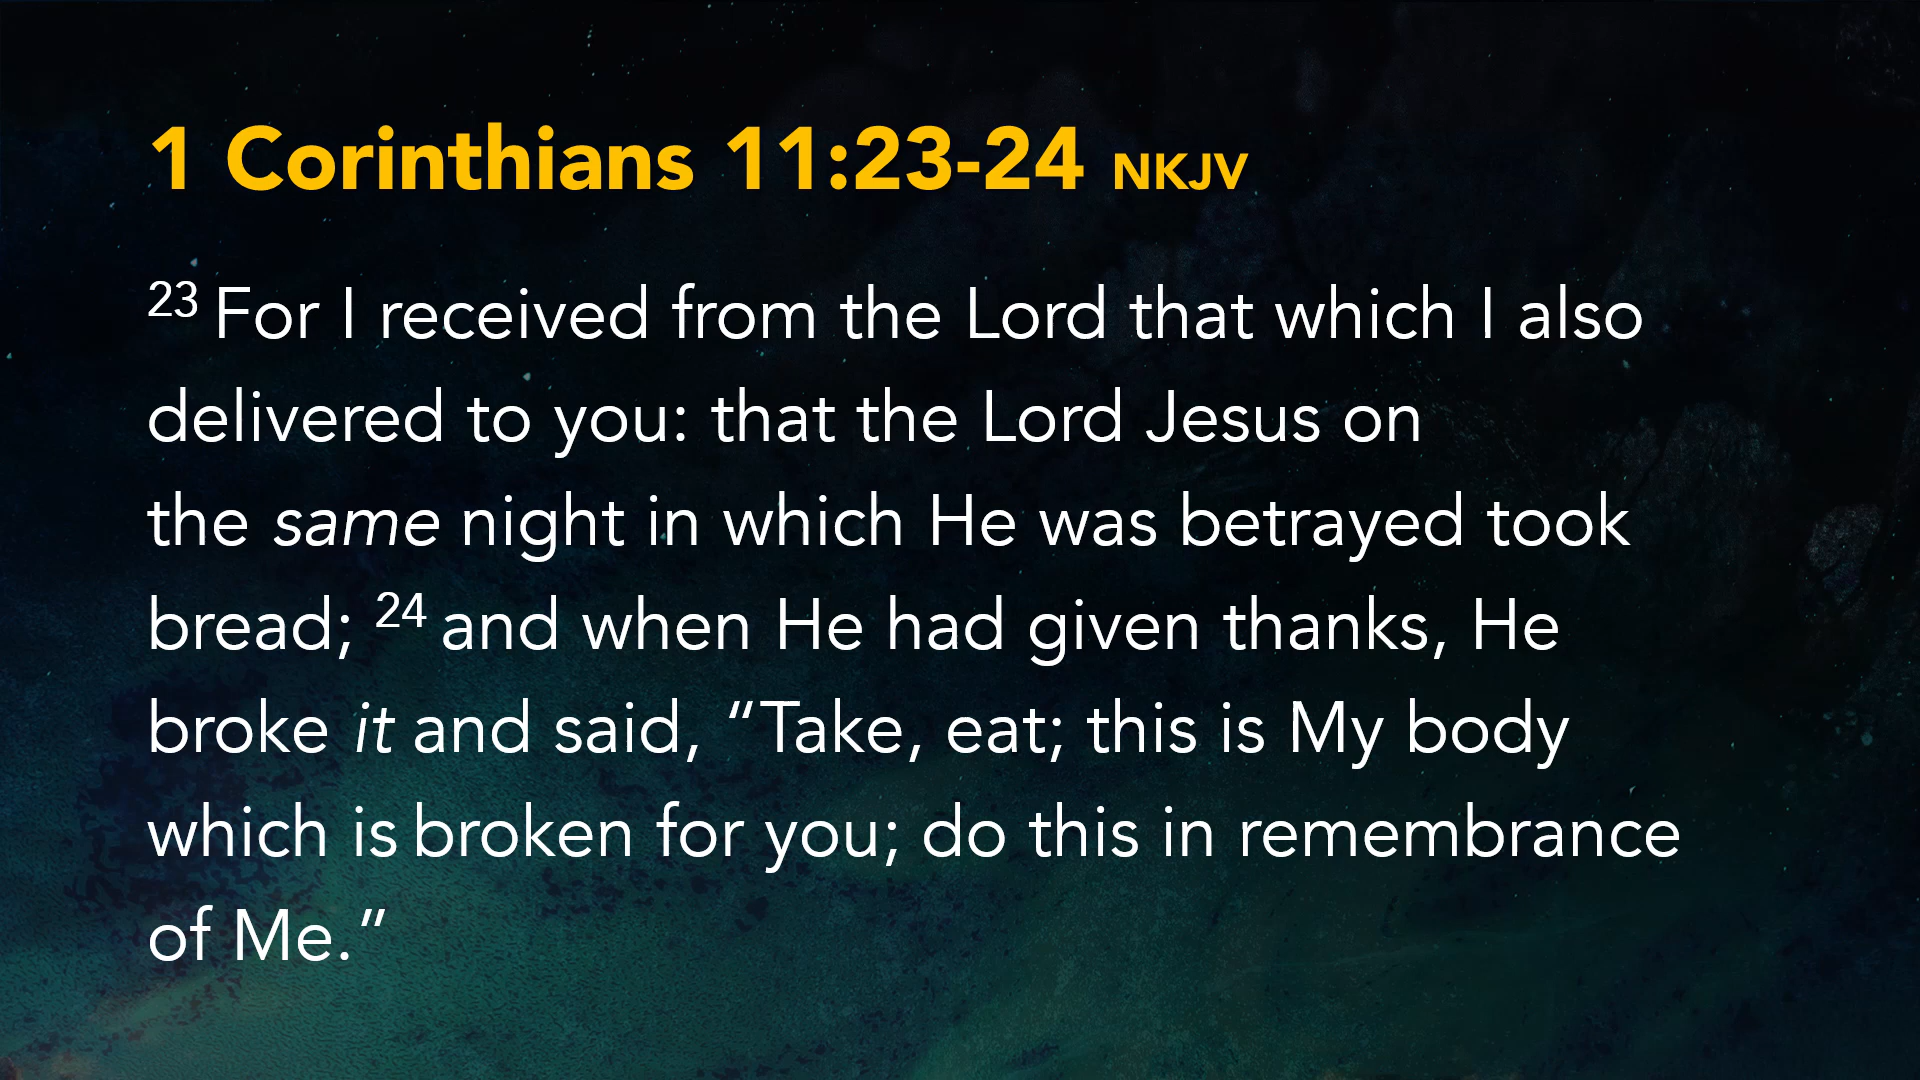 1 Corinthians 11:23-24 NKJV
23 For I received from the Lord that which I also
delivered to you: that the Lord Jesus on
the same night in which He was betrayed took
bread; 24 and when He had given thanks, He
broke it and said, “Take, eat; this is My body
which is broken for you; do this in remembrance
of Me.”